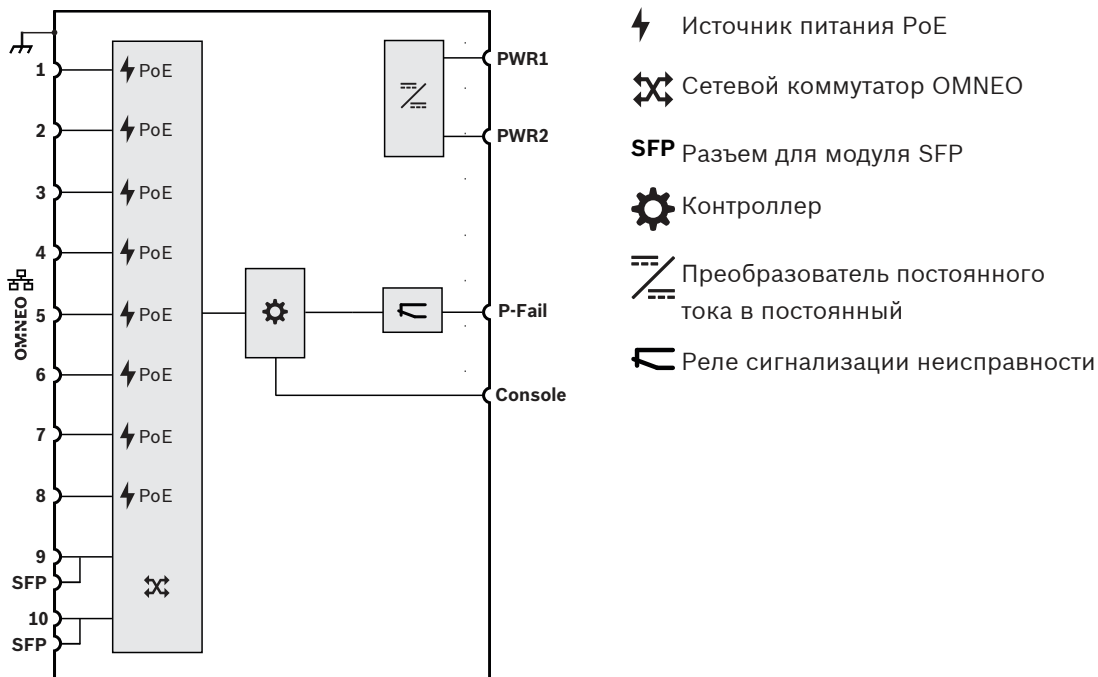 1
PoE
2
PoE
3
PoE
4
PoE
OMNEO
5
PoE
6
PoE
7
PoE
8
PoE
9
SFP
10
SFP
PWR1
PWR2
P-Fail
Console
Источник питания PoE
Сетевой коммутатор OMNEO
SFP Разъем для модуля SFP
Контроллер
Преобразователь постоянного
тока в постоянный
Реле сигнализации неисправности